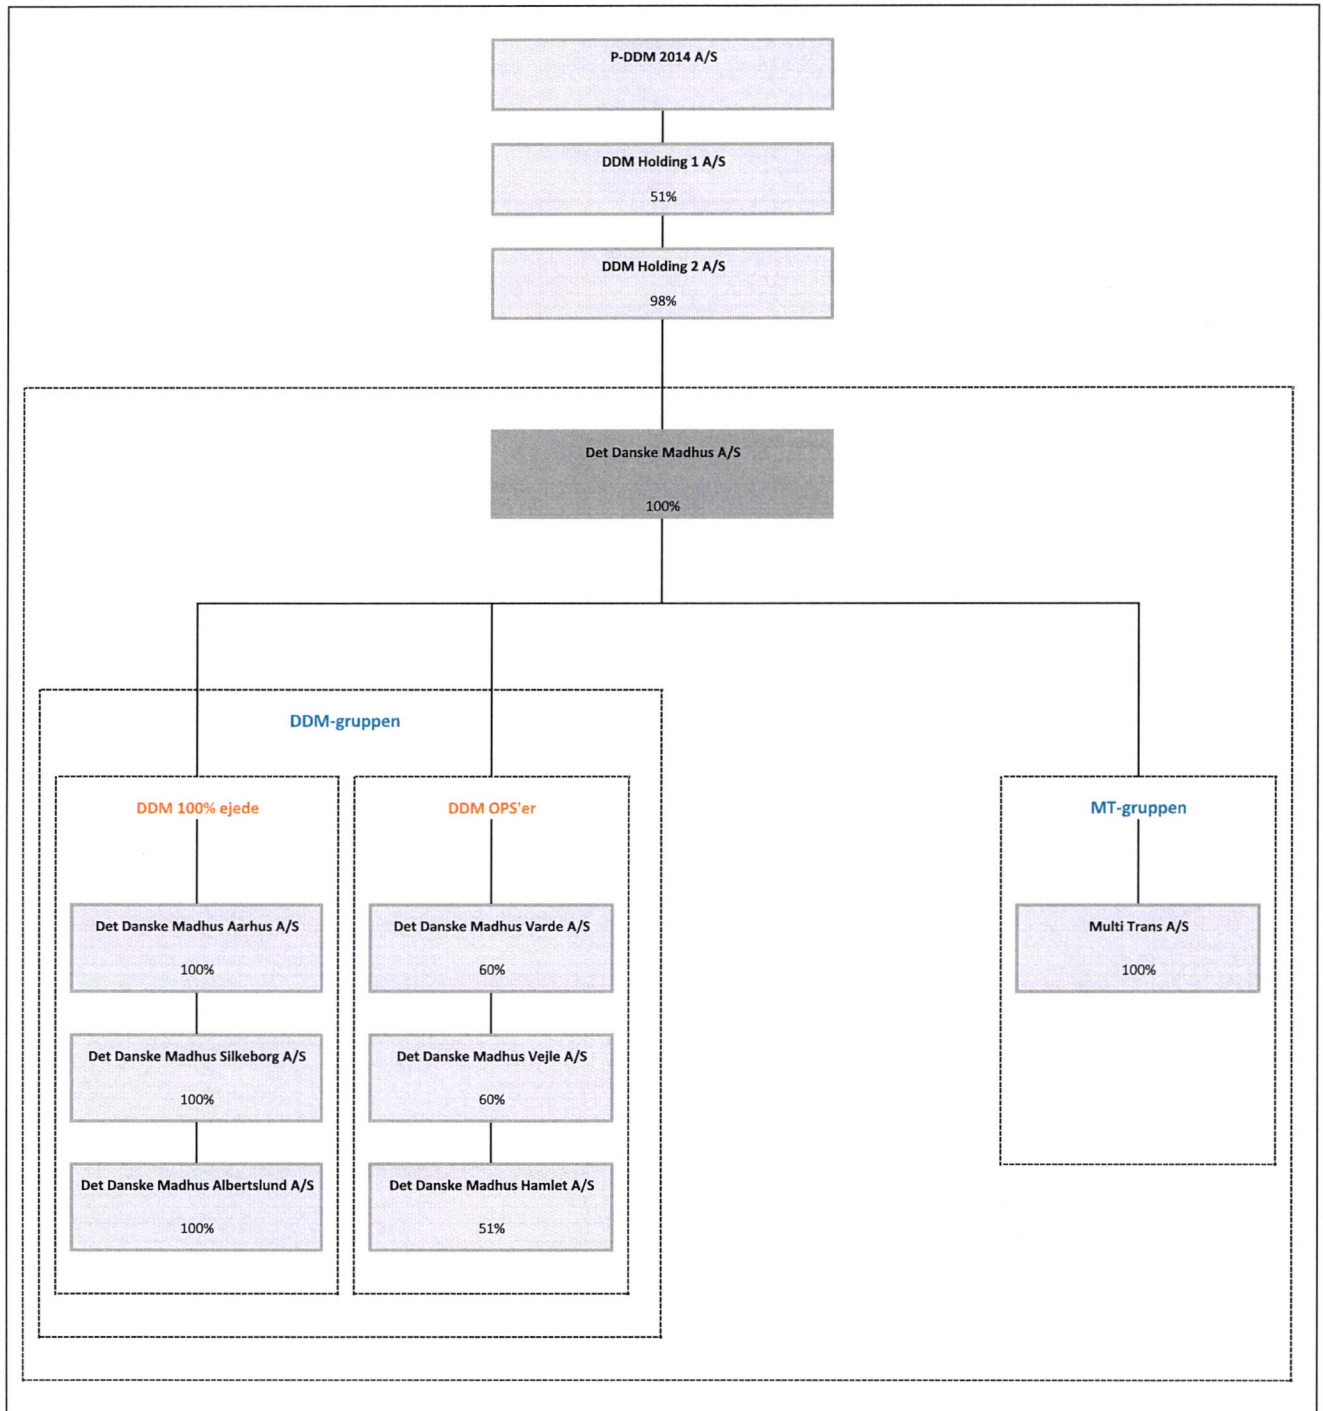 P-DDM 2014 A/S
DDM Holding 1 A/S
51%
DDM Holding 2 A/S
98%
Det Danske Madhus A/S
100%
DDM-gruppen
DDM 100% ejede
Det Danske Madhus Aarhus A/S
100%
Det Danske Madhus Silkeborg A/S
100%
Det Danske Madhus Albertslund A/S
100%
DDM OPS'er
Det Danske Madhus Varde A/S
60%
Det Danske Madhus Vejle A/S
60%
Det Danske Madhus Hamlet A/S
51%
MT-gruppen
Multi Trans A/S
100%